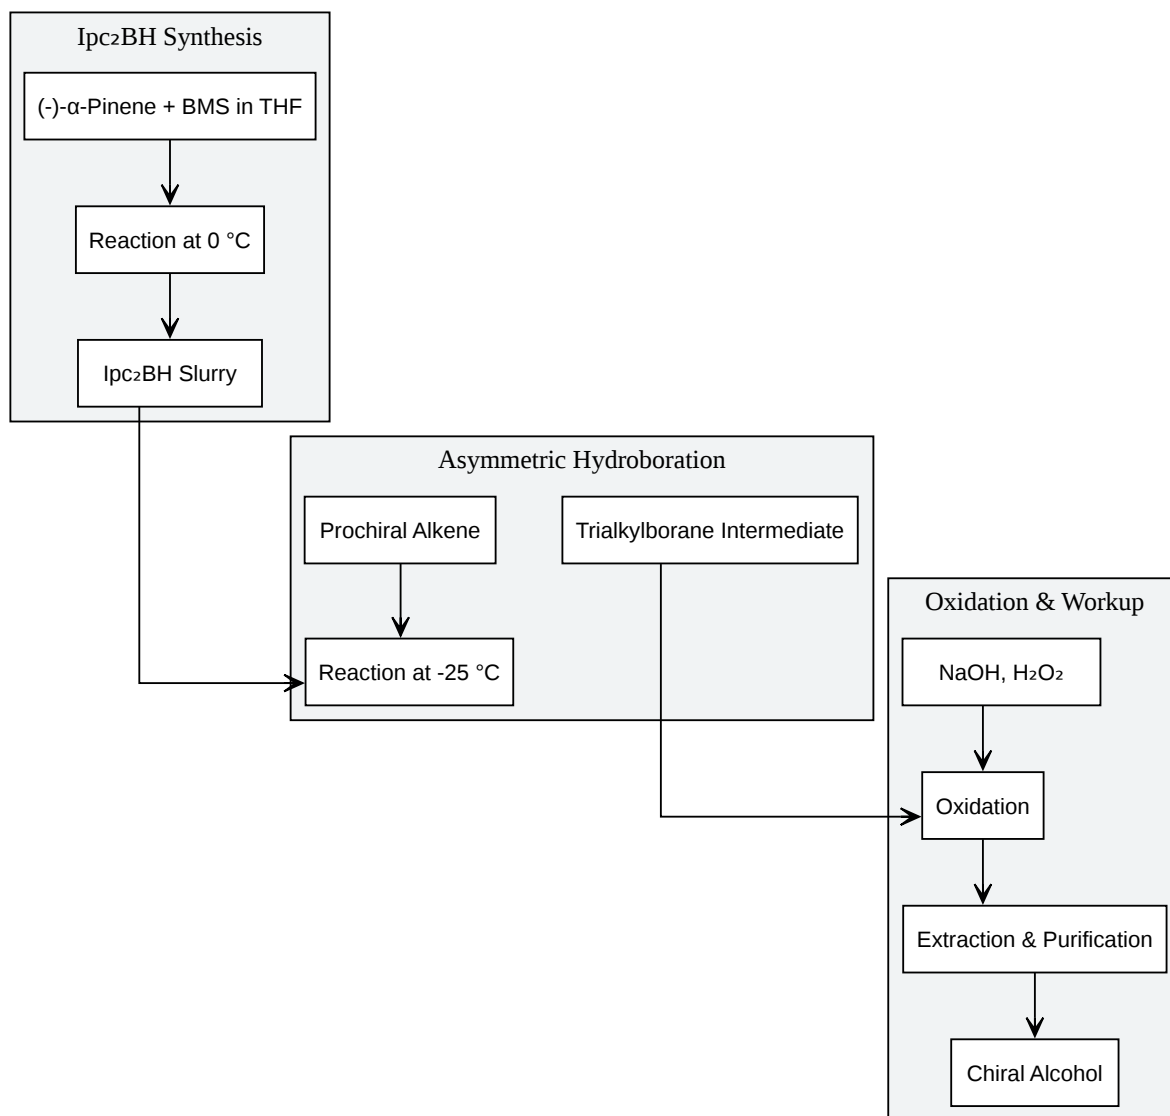 Ipc₂BH Synthesis
(-)-α-Pinene + BMS in THF
Reaction at 0 °C
Ipc₂BH Slurry
Asymmetric Hydroboration
Prochiral Alkene
Trialkylborane Intermediate
Reaction at -25 °C
Oxidation & Workup
NaOH, H₂O₂
Oxidation
Extraction & Purification
Chiral Alcohol